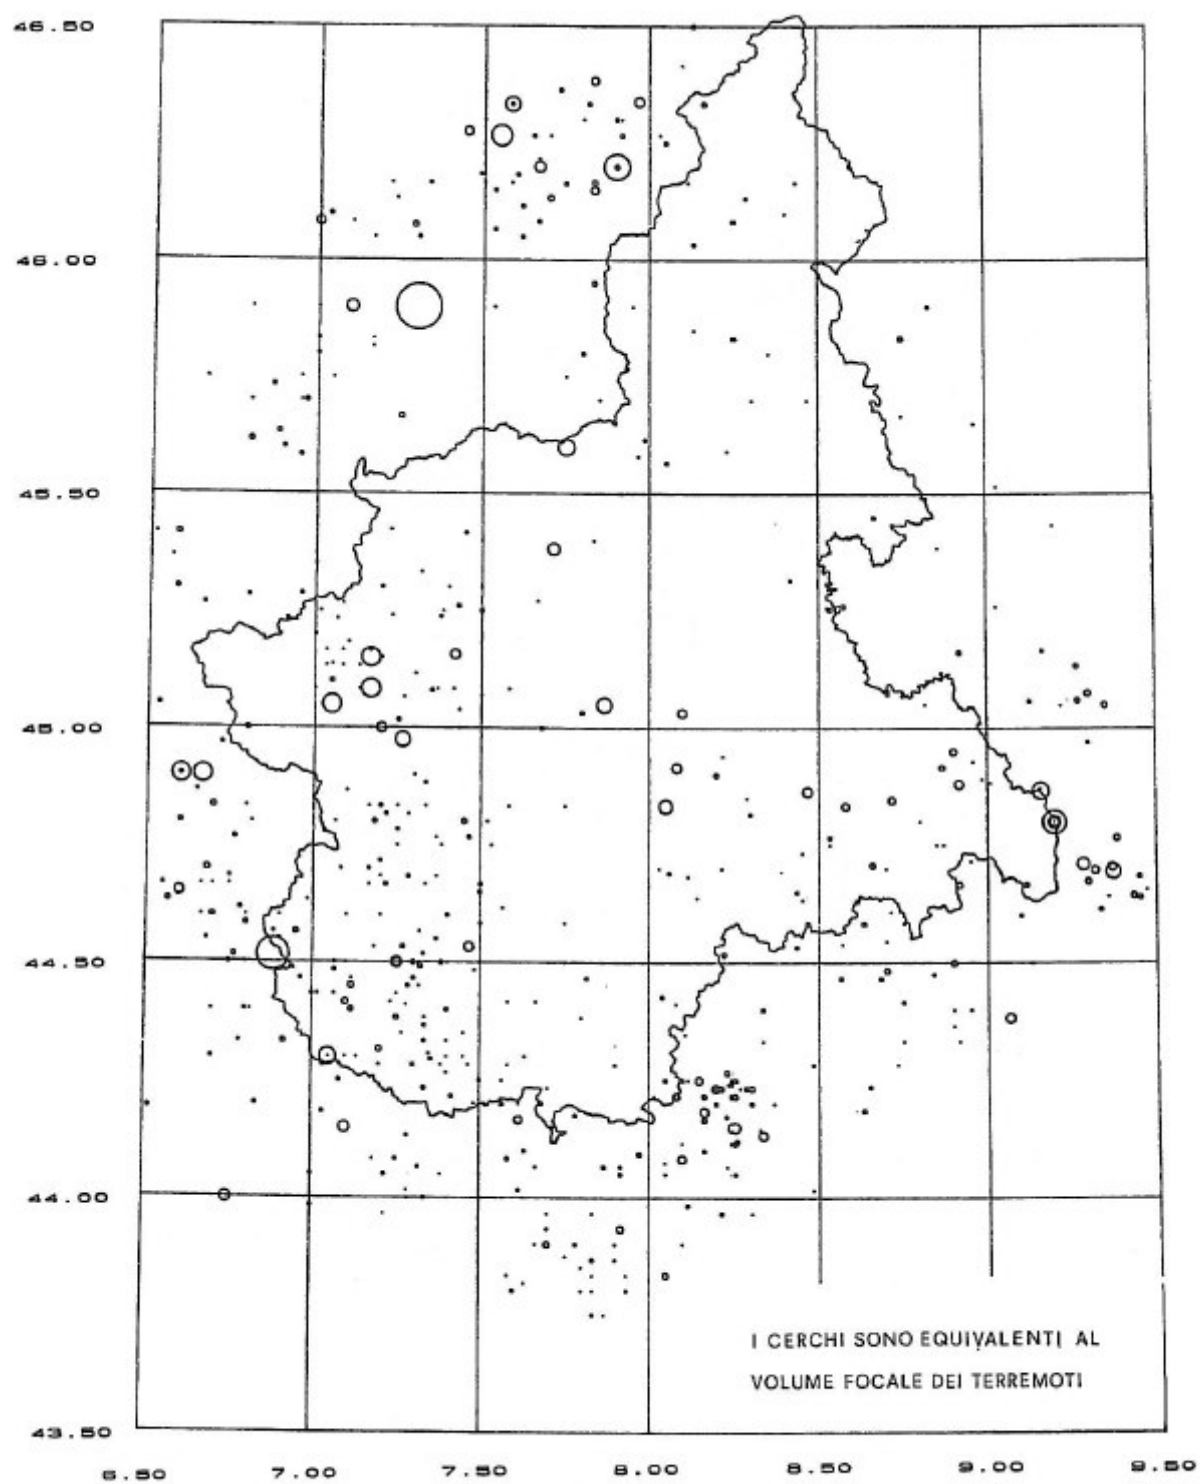 46.50
46.00
45.50
45.00
44.50
44.00
43.50
6.50 7.00 7.50 8.00 8.50 9.00 9.50
I CERCHI SONO EQUIVALENTI AL
VOLUME FOCALE DEI TERREMOTI